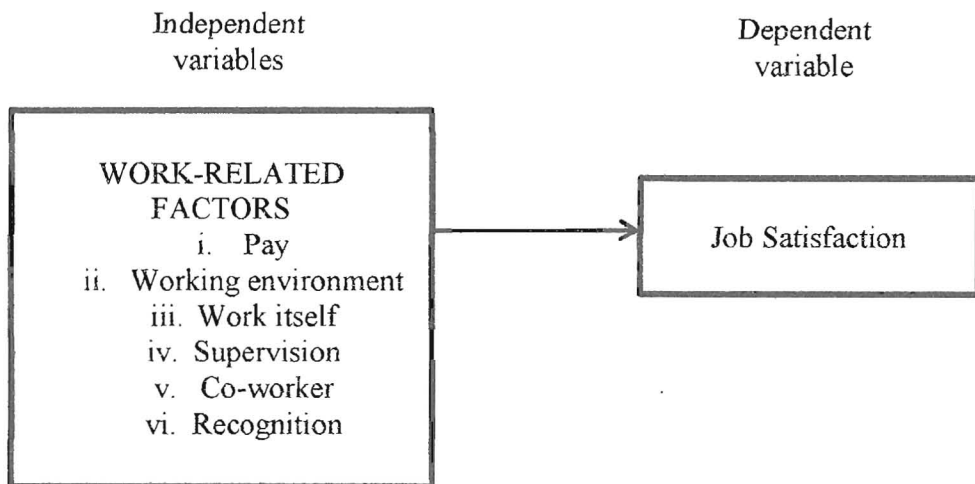 Independent
variables
Dependent
variable
WORK-RELATED
FACTORS
i. Pay
ii. Working environment
iii. Work itself
iv. Supervision
v. Co-worker
vi. Recognition
Job Satisfaction